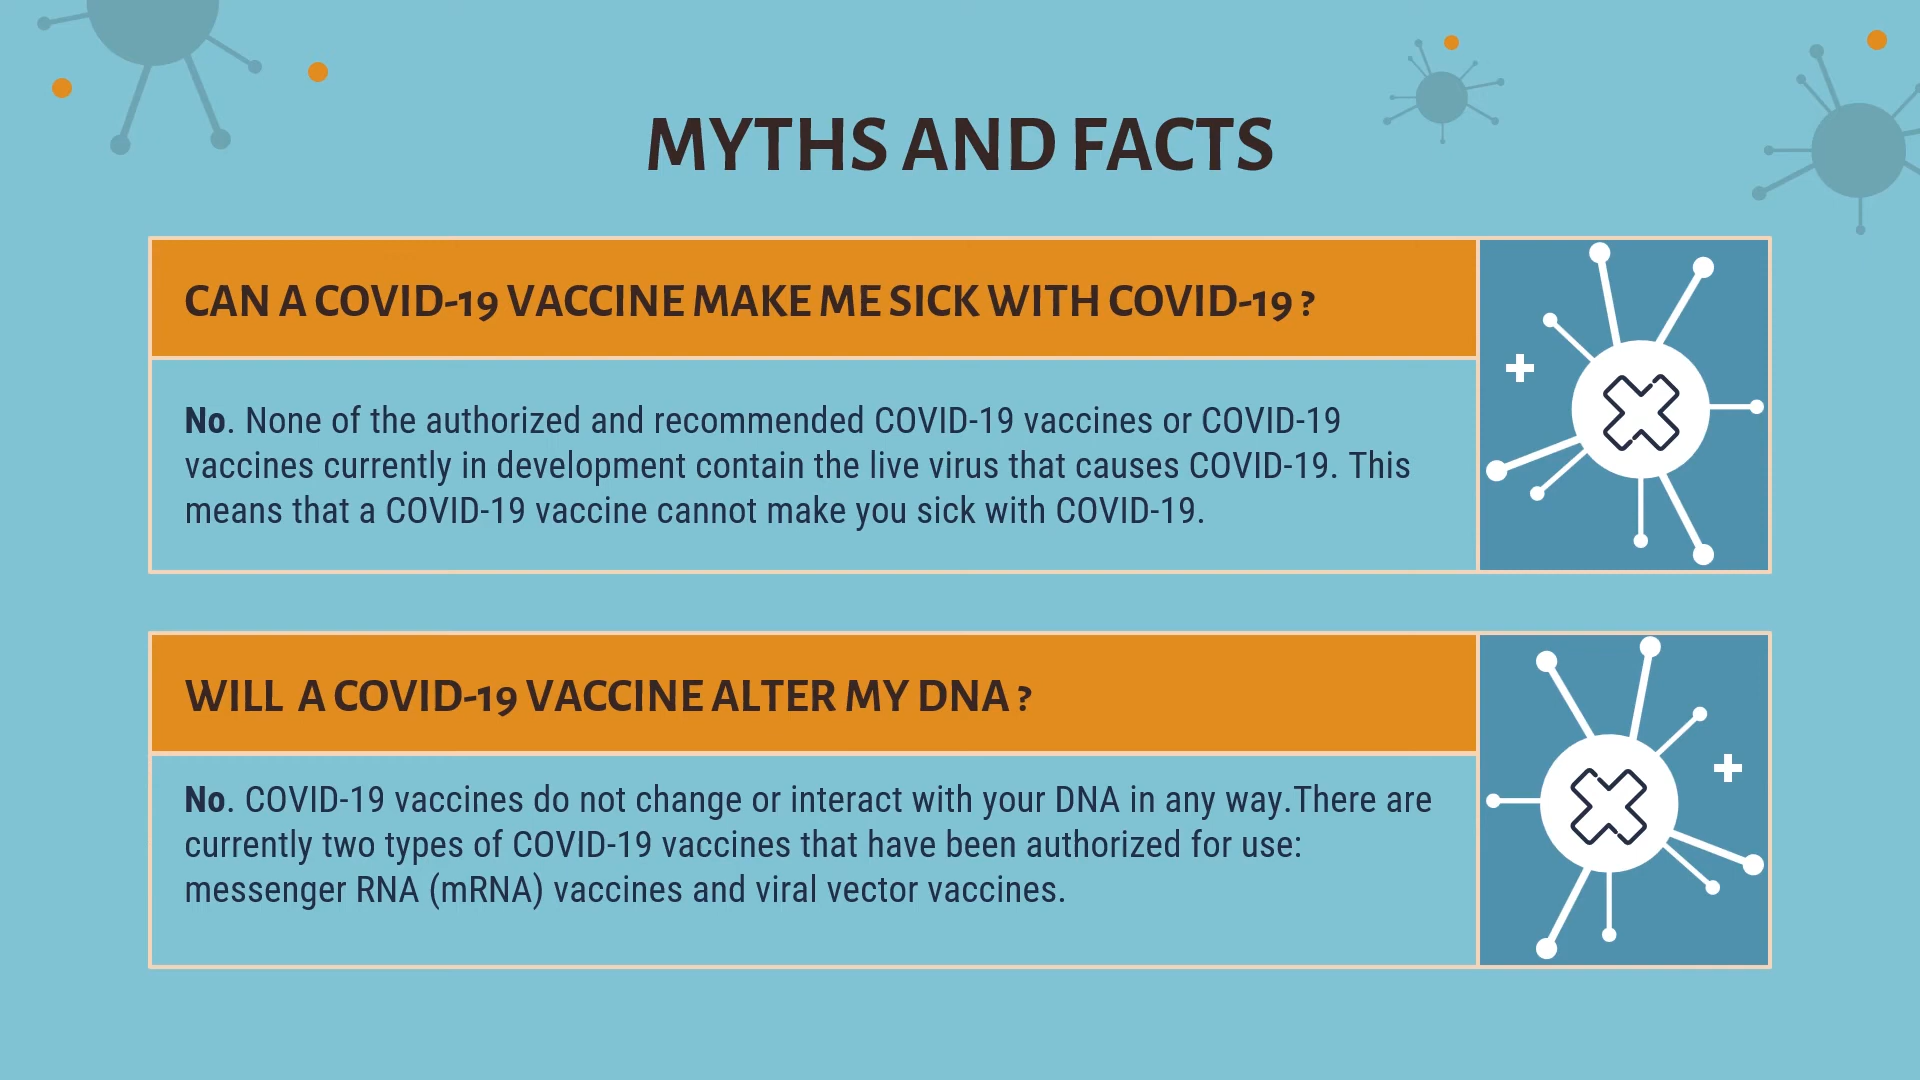 MYTHS AND FACTS
CAN A COVID-19 VACCINE MAKE ME SICK WITH COVID-19 ?
No. None of the authorized and recommended COVID-19 vaccines or COVID-19
vaccines currently in development contain the live virus that causes COVID-19. This
means that a COVID-19 vaccine cannot make you sick with COVID-19.
WILL A COVID-19 VACCINE ALTER MY DNA ?
No. COVID-19 vaccines do not change or interact with your DNA in any way.There are
currently two types of COVID-19 vaccines that have been authorized for use:
messenger RNA (mRNA) vaccines and viral vector vaccines.